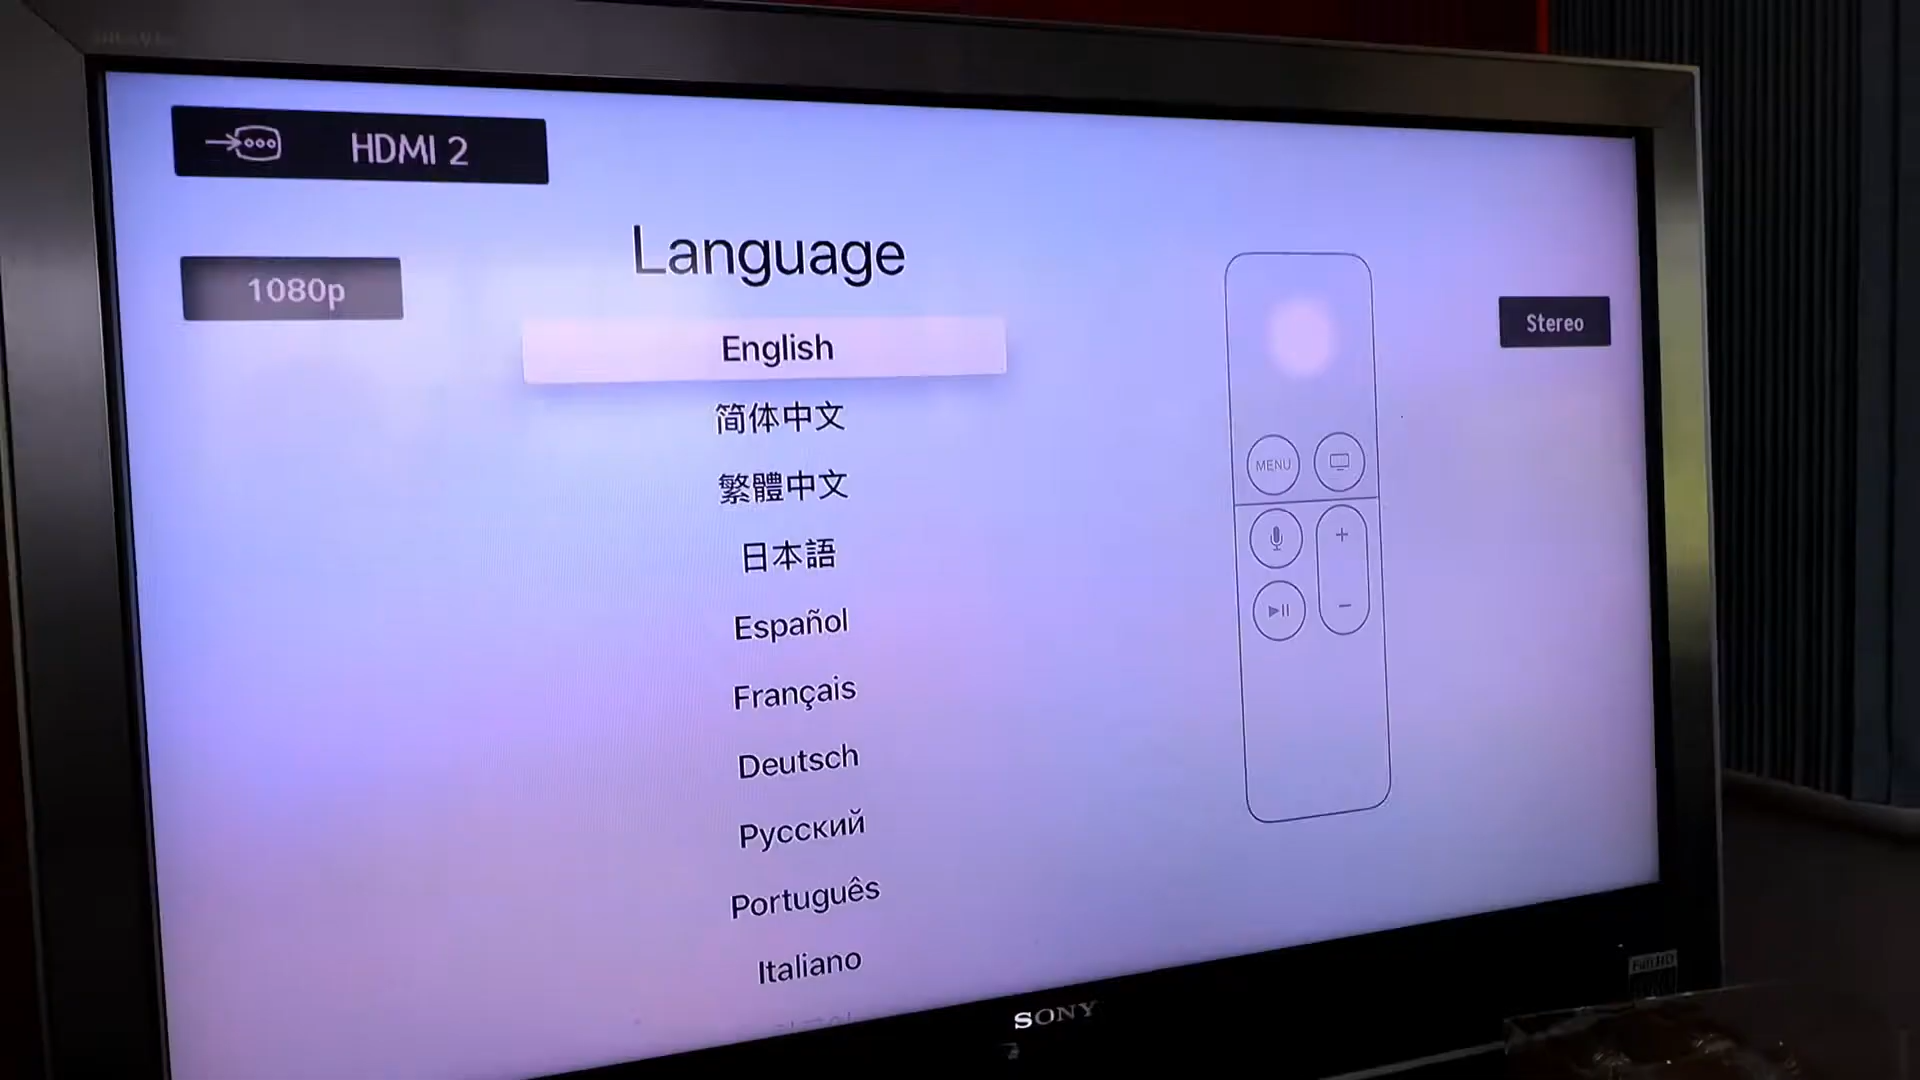 HDMI 2
1080p
Language
Stereo
English
简体中文
繁體中文
日本語
Español
Français
Deutsch
Русский
Português
Italiano
MENU
SONY